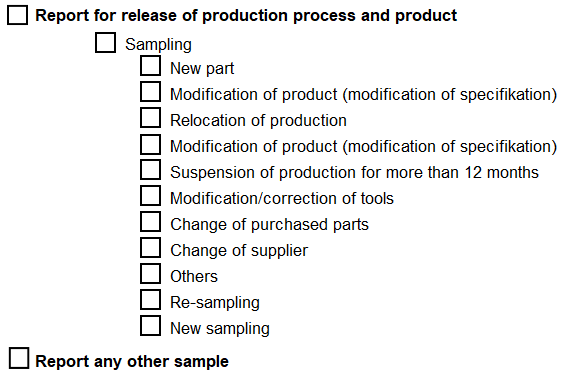 Report for release of production process and product
Sampling
New part
Modification of product (modification of specifikation)
Relocation of production
Modification of product (modification of specifikation)
Suspension of production for more than 12 months
Modification/correction of tools
Change of purchased parts
Change of supplier
Others
Re-sampling
New sampling
Report any other sample